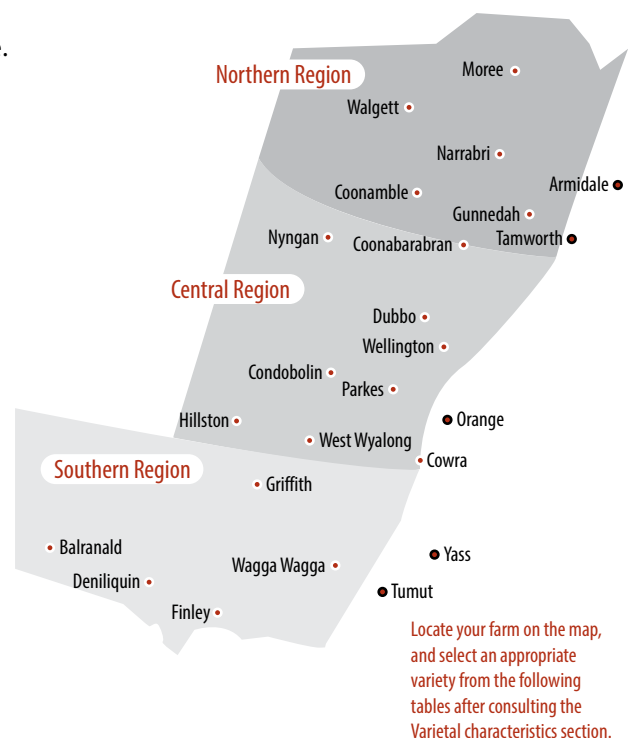 e.
Northern Region
Moree
Walgett
Narrabri
Armidale
Coonamble
Gunnedah
Nyngan
Coonabarabran
Tamworth
Central Region
Dubbo
Wellington
Condobolin
Parkes
Hillston
Orange
West Wyalong
Cowra
Southern Region
Griffith
Balranald
Yass
Wagga Wagga
Deniliquin
Tumut
Finley
Locate your farm on the map,
and select an appropriate
variety from the following
tables after consulting the
Varietal characteristics section.